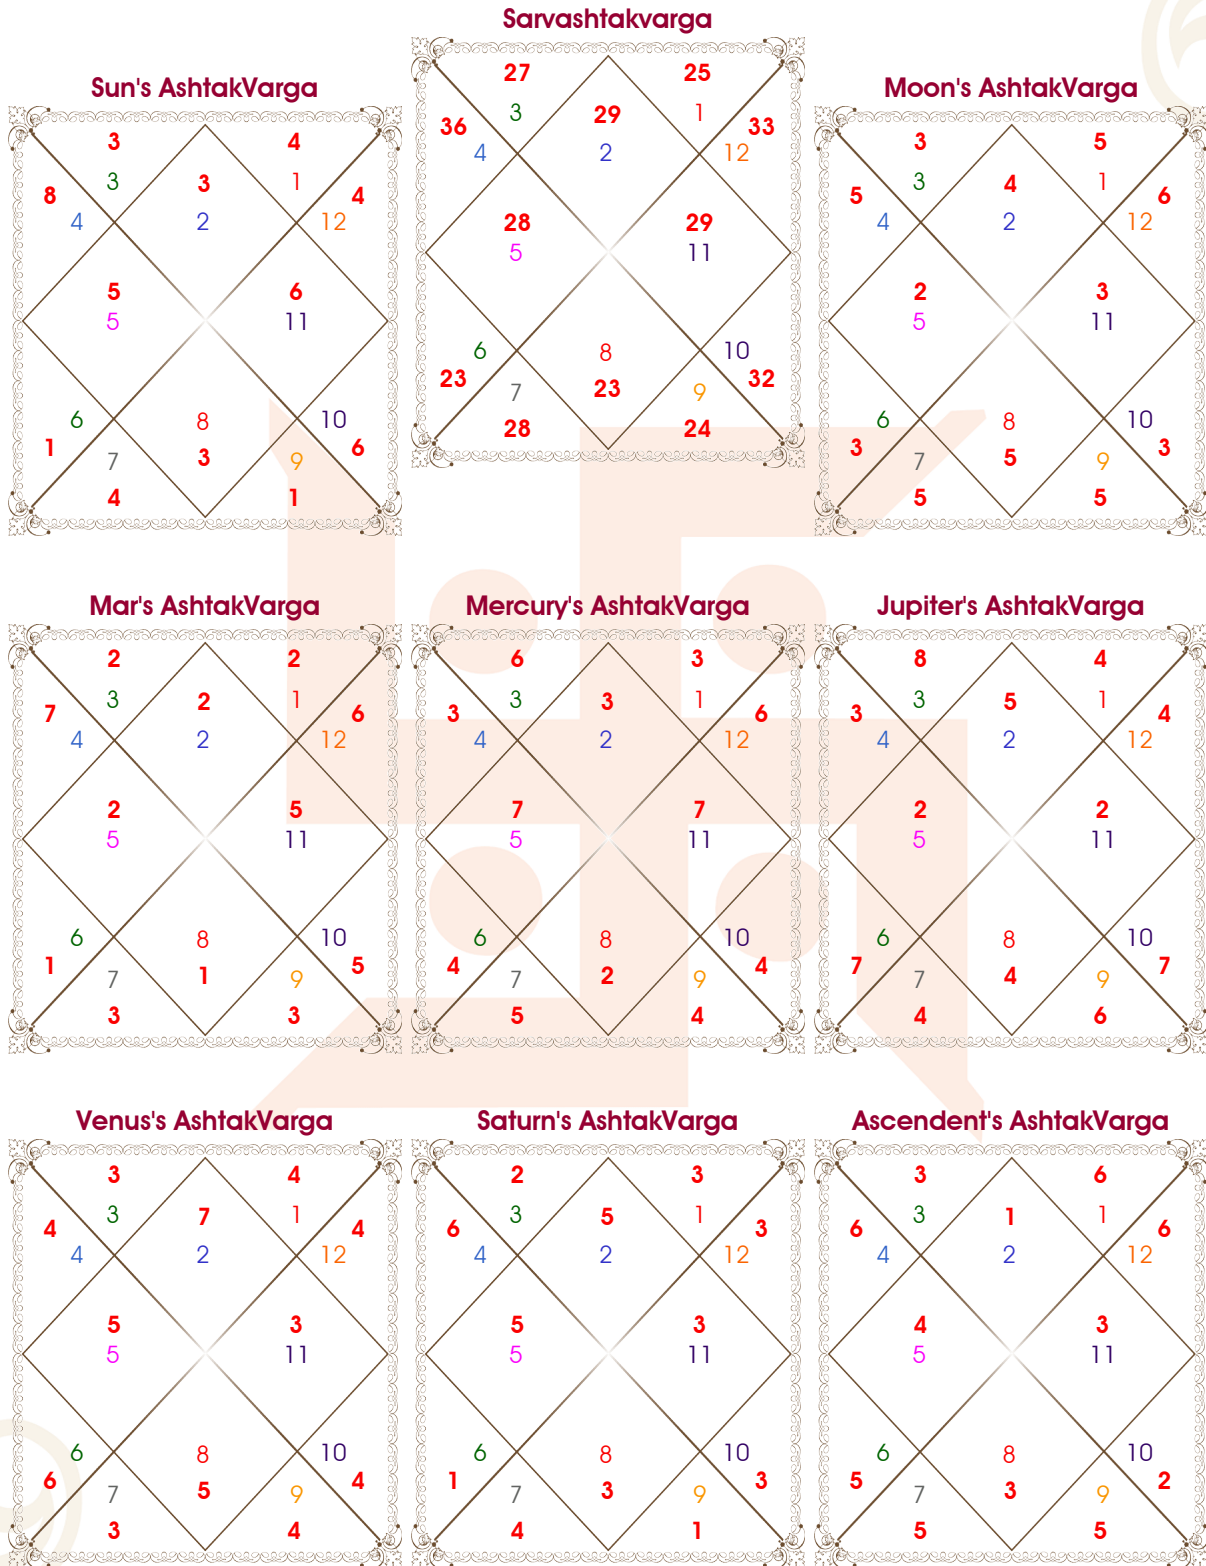 Sarvashtakvarga
27 25
3 29 1
36 33
4 2 12
28 29
5 11
6 8 10
23 32
7 23 9
28 24
Sun's AshtakVarga
3 4
3 3 1
8 4
4 2 12
5 6
5 11
6 8 10
1 6
7 3 9
4 1
Moon's AshtakVarga
3 5
3 4 1
5 6
4 2 12
2 3
5 11
6 8 10
3 3
7 5 9
5 5
Mar's AshtakVarga
2 2
3 2 1
7 6
4 2 12
2 5
5 11
6 8 10
1 5
7 1 9
3 3
Mercury's AshtakVarga
6 3
3 3 1
3 6
4 2 12
7 7
5 11
6 8 10
4 4
7 2 9
5 4
Jupiter's AshtakVarga
8 4
3 5 1
3 4
4 2 12
2 2
5 11
6 8 10
7 7
7 4 9
4 6
Venus's AshtakVarga
3 4
3 7 1
4 4
4 2 12
5 3
5 11
6 8 10
6 4
7 5 9
3 4
Saturn's AshtakVarga
2 3
3 5 1
6 3
4 2 12
5 3
5 11
6 8 10
1 3
7 3 9
4 1
Ascendent's AshtakVarga
3 6
3 1 1
6 6
4 2 12
4 3
5 11
6 8 10
5 2
7 3 9
5 5